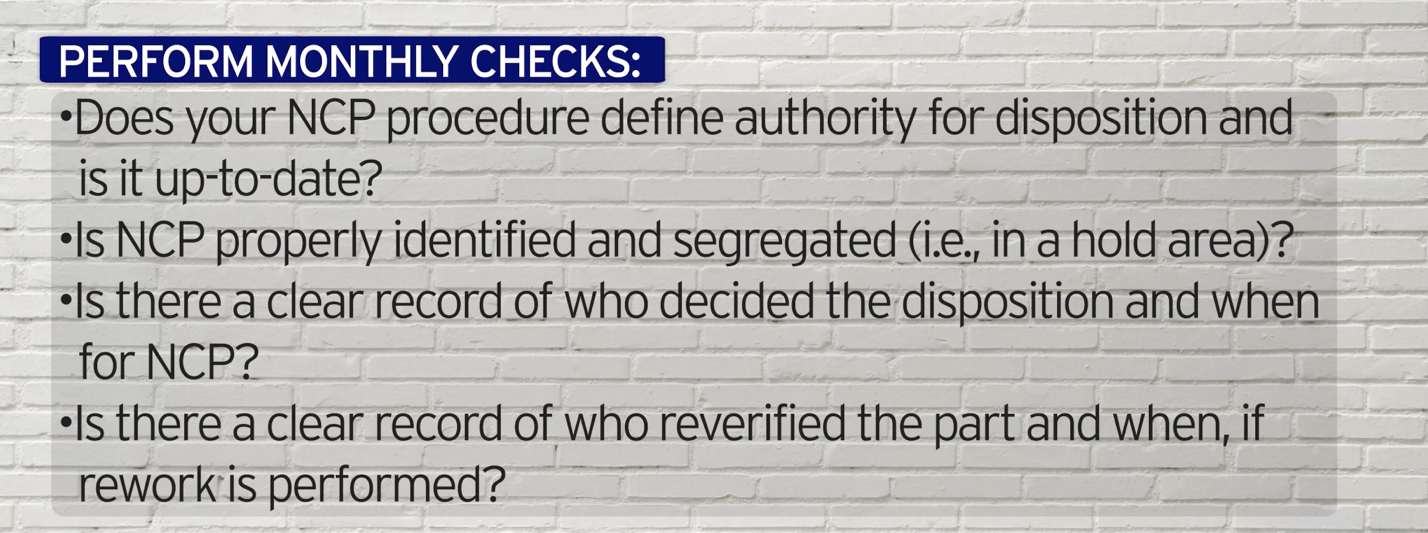 PERFORM MONTHLY CHECKS:
•Does your NCP procedure define authority for disposition and
is it up-to-date?
•Is NCP properly identified and segregated (i.e., in a hold area)?
•Is there a clear record of who decided the disposition and when
for NCP?
•Is there a clear record of who reverified the part and when, if
rework is performed?